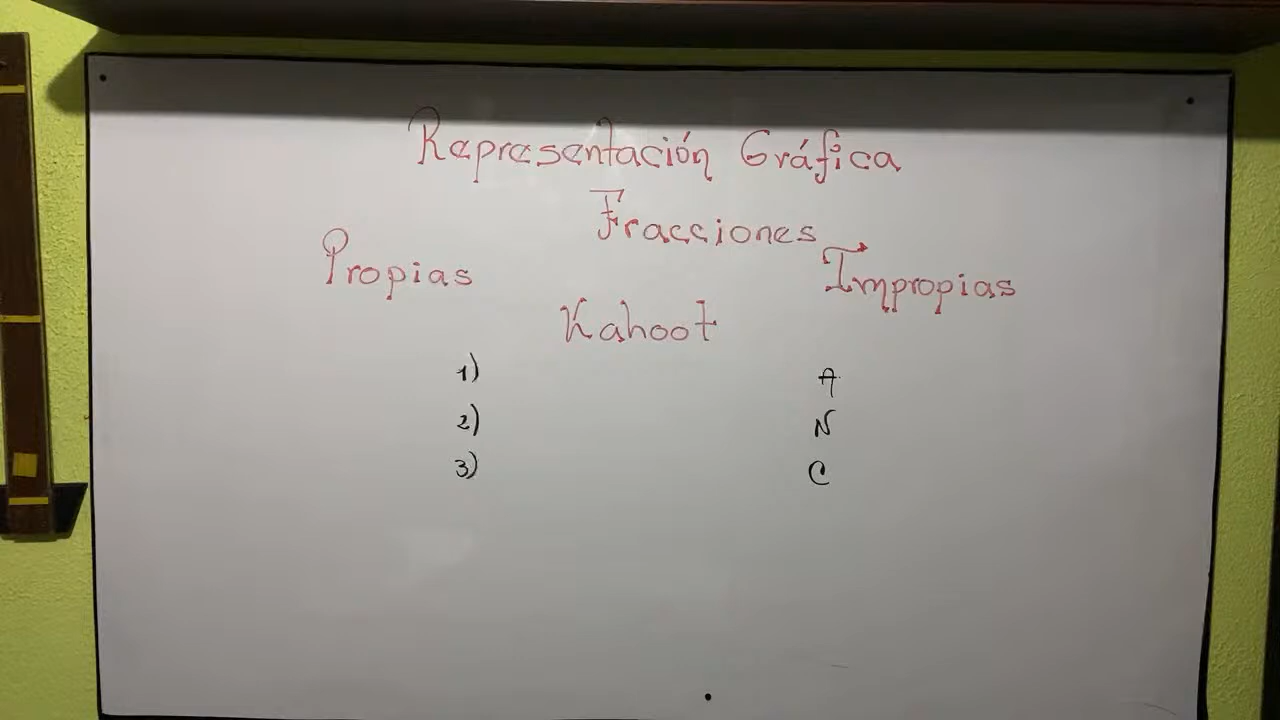 Representación Gráfica
Fracciones
Propias Impropias
Kahoot
1) A
2) N
3) C